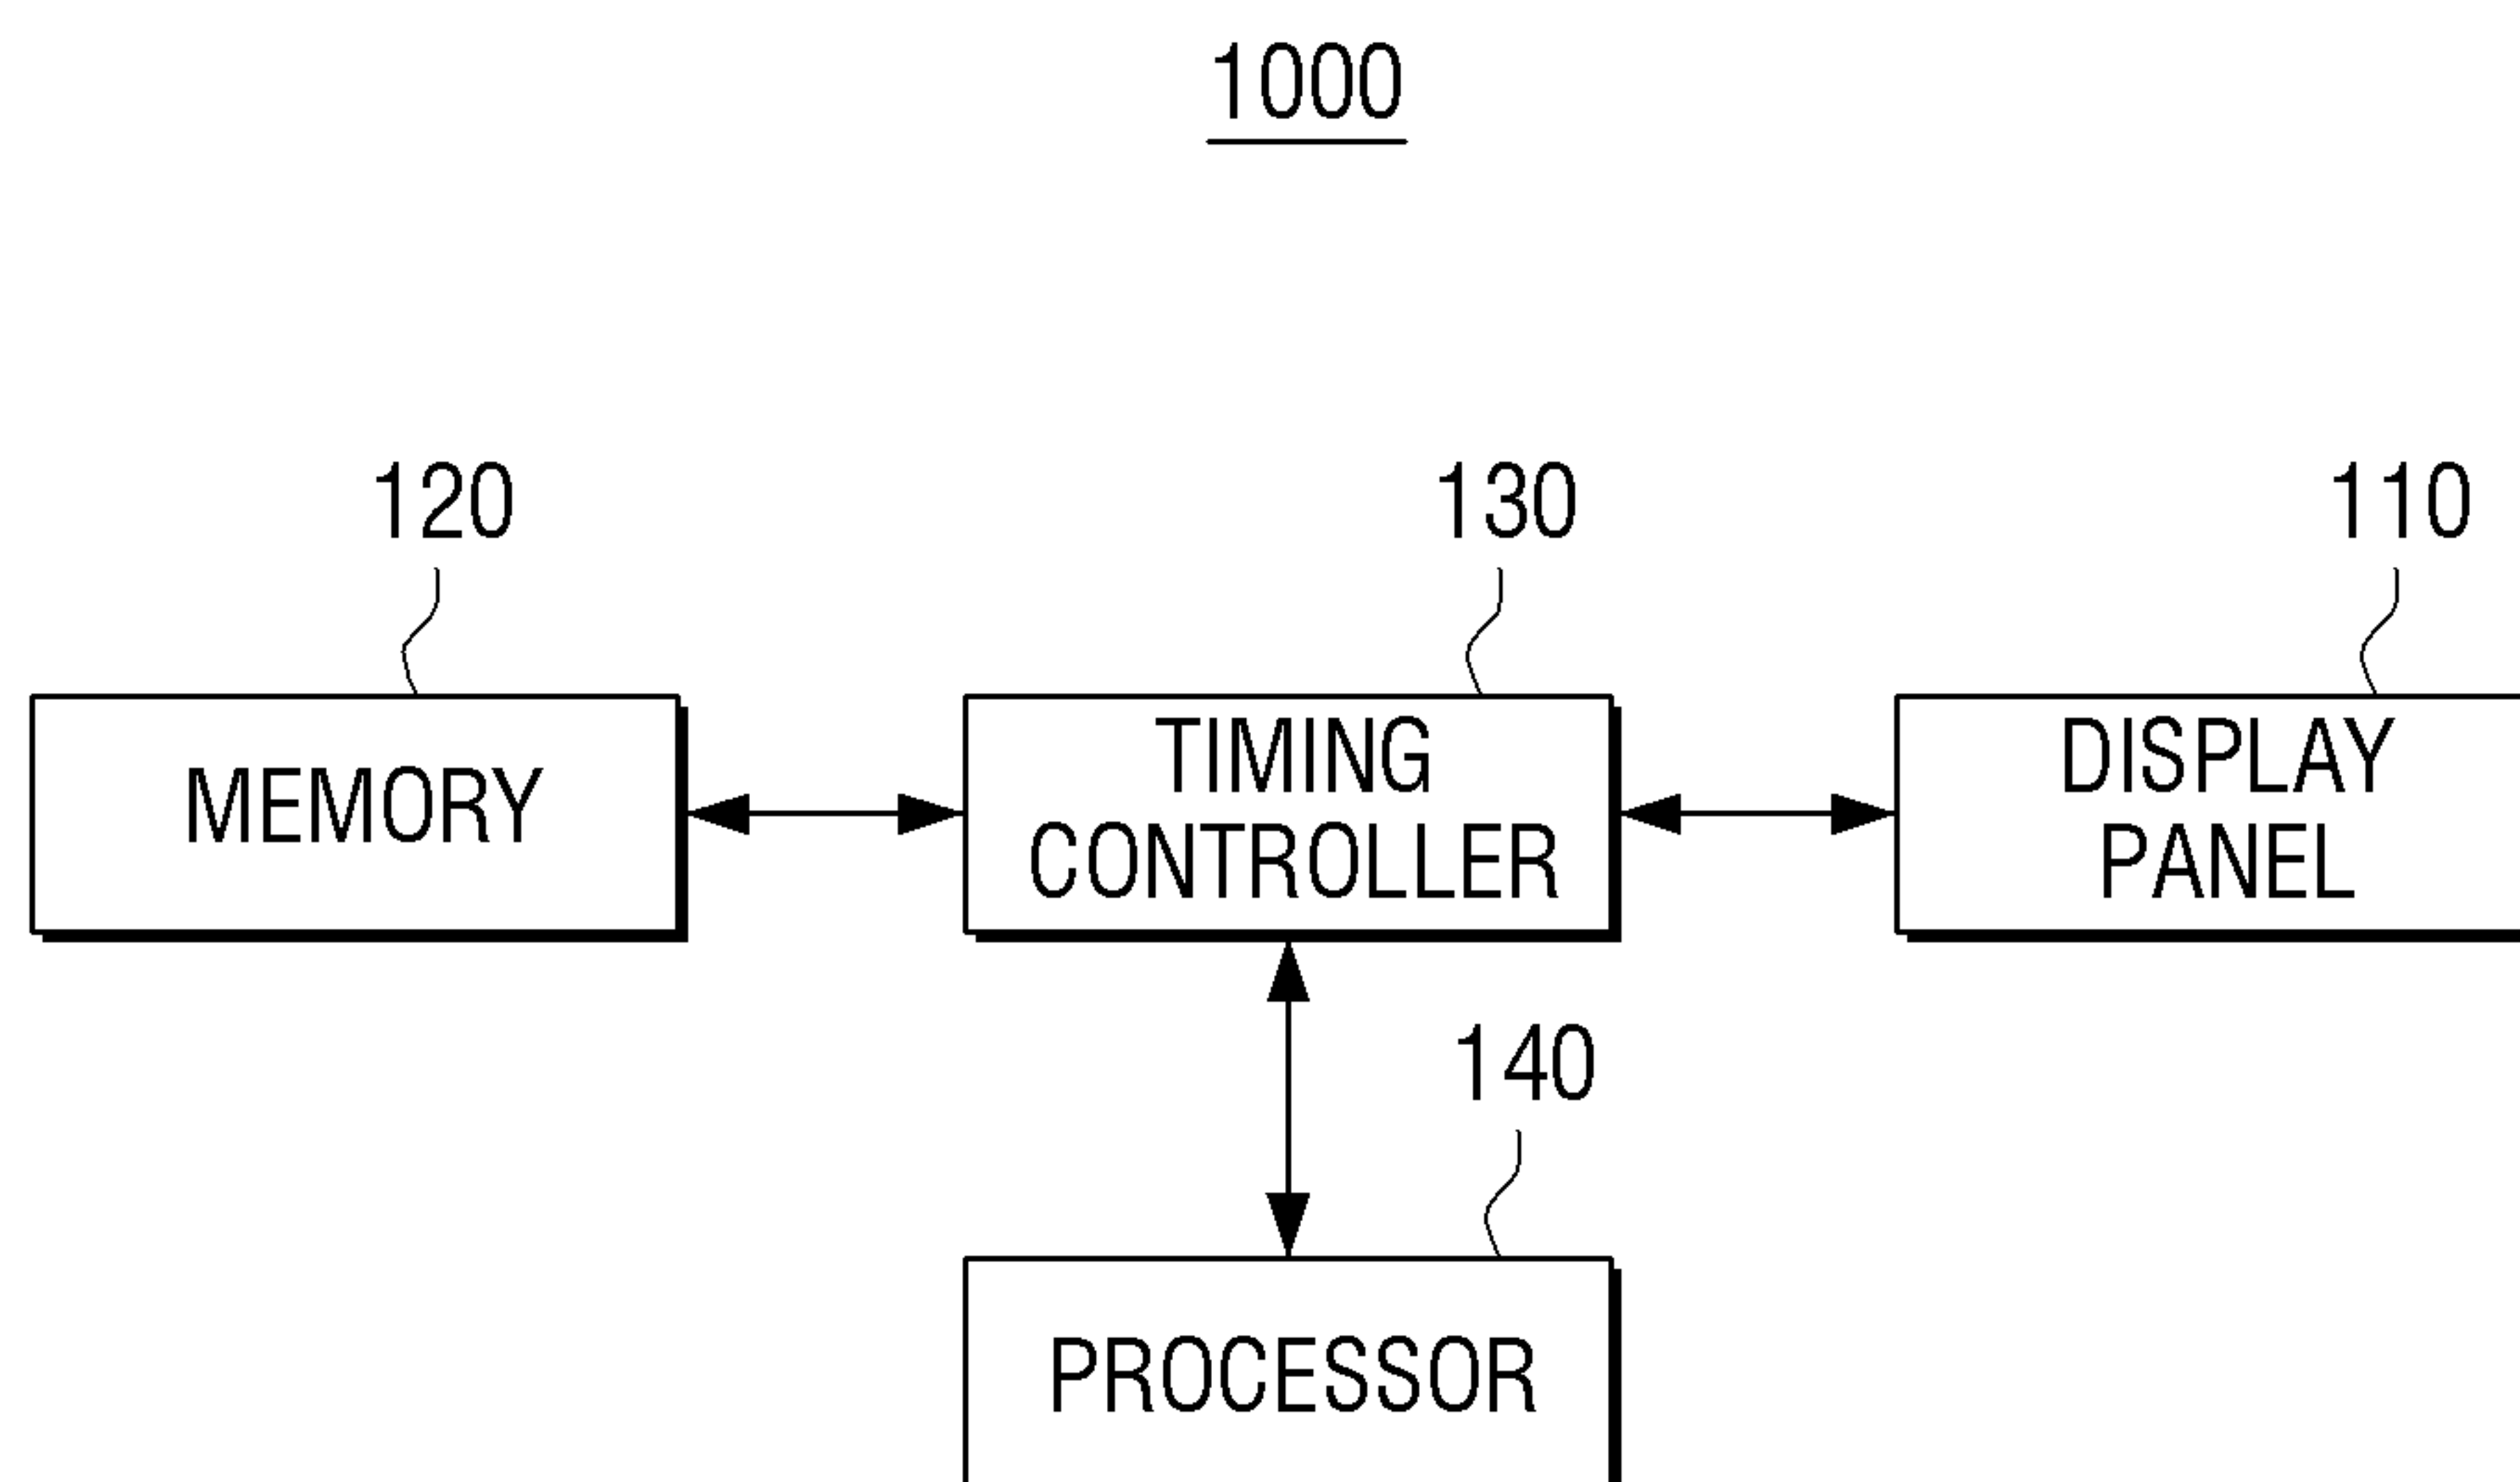 1000
120
130
110
MEMORY
TIMING
CONTROLLER
DISPLAY
PANEL
140
PROCESSOR